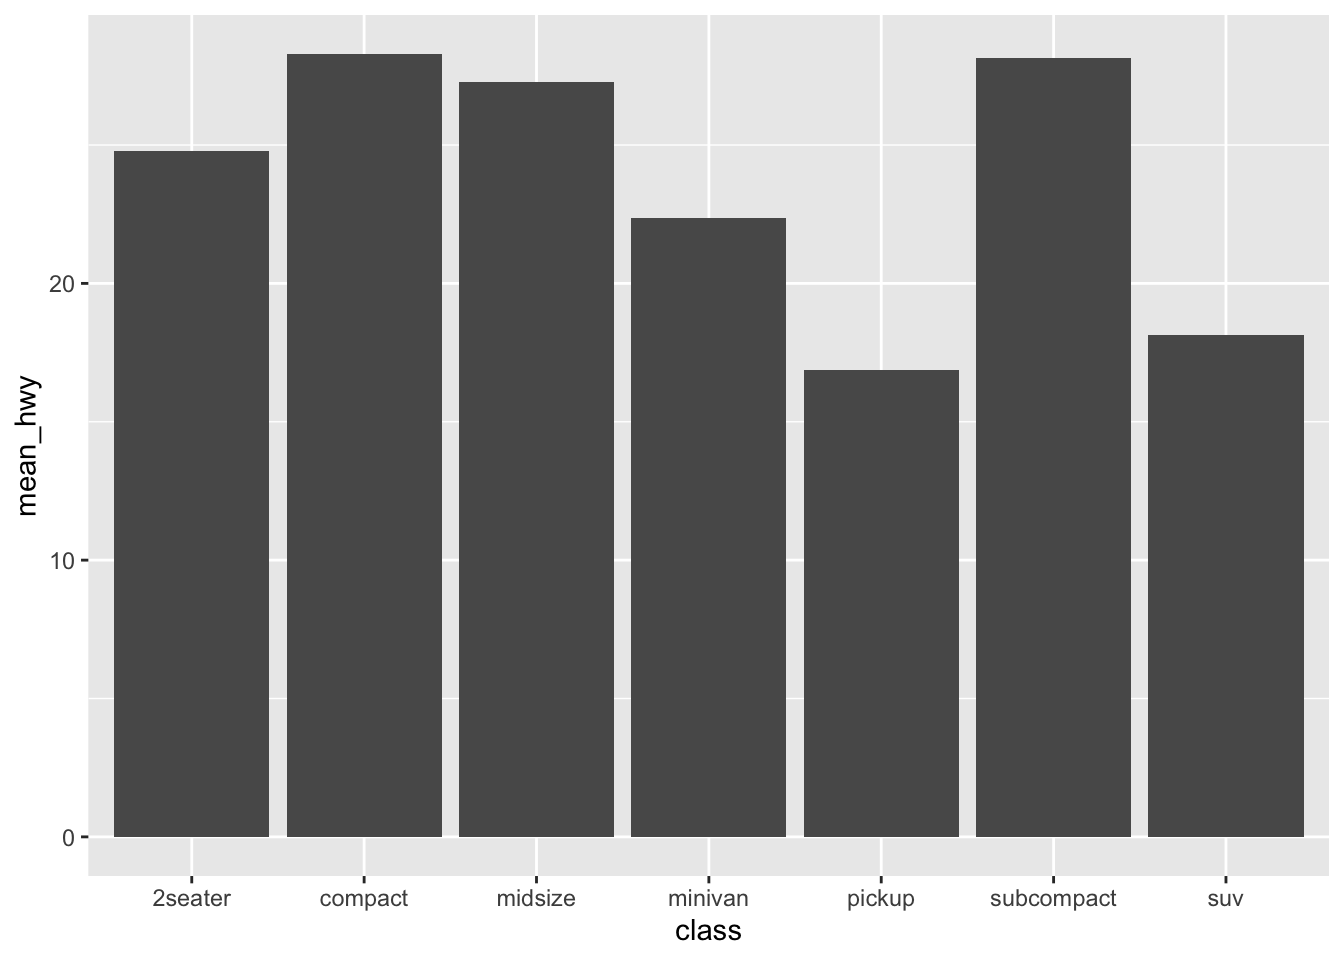 mean_hwy
20
10
0
2seater compact midsize minivan pickup subcompact suv
class